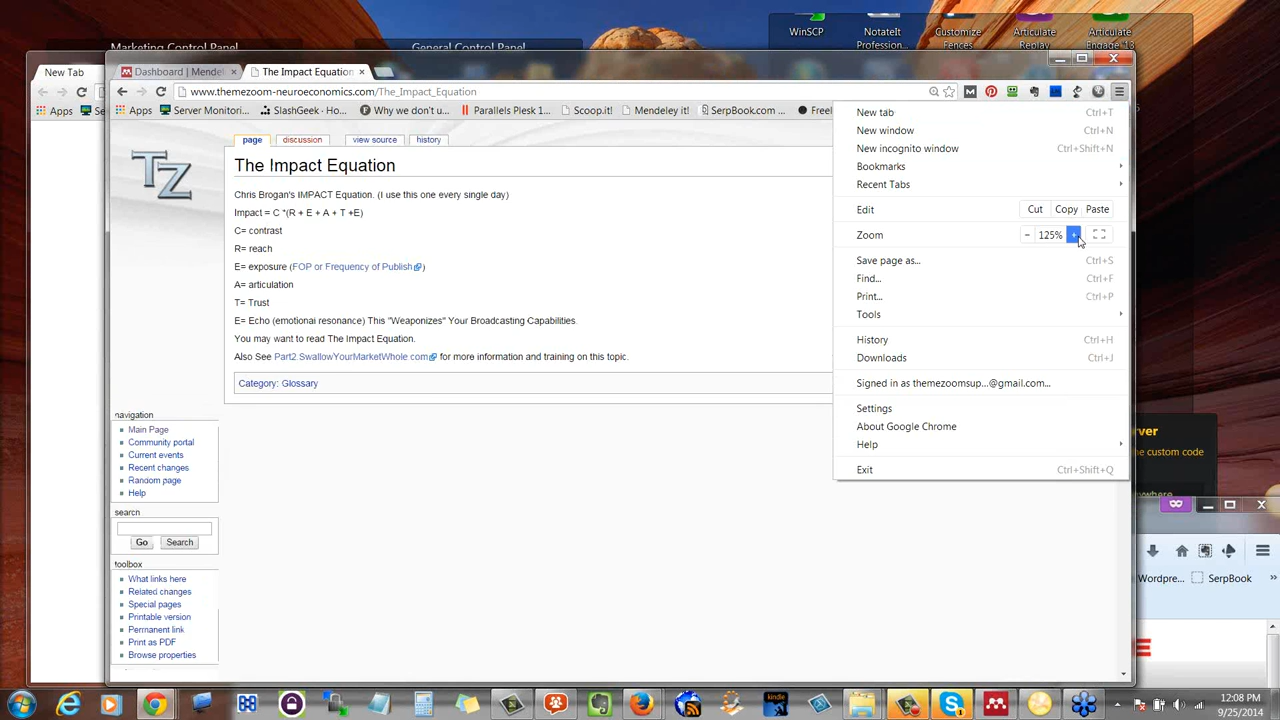 Marketing Control Panel
General Control Panel
WinSCP
NotateIt
Profession...
Customize
Fences
Articulate
Replay
Articulate
Engage '13
New Tab
Dashboard | Mendel
The Impact Equation
www.themezoom-neuroeconomics.com/The_Impact_Equation
Apps
Se
Apps
Server Monitori...
SlashGeek - Ho...
Why we don't u...
Parallels Plesk 1...
Scoop.it!
Mendeley it!
SerpBook.com ...
Free
page
discussion
view source
history
TZ
The Impact Equation
Chris Brogan's IMPACT Equation. (I use this one every single day)
Impact = C *(R + E + A + T +E)
C= contrast
R= reach
E= exposure (FOP or Frequency of Publish)
A= articulation
T= Trust
E= Echo (emotional resonance) This "Weaponizes" Your Broadcasting Capabilities.
You may want to read The Impact Equation.
Also See Part2.SwallowYourMarketWhole.com for more information and training on this topic.
Category: Glossary
navigation
Main Page
Community portal
Current events
Recent changes
Random page
Help
search
Go
Search
toolbox
What links here
Related changes
Special pages
Printable version
Permanent link
Print as PDF
Browse properties
New tab Ctrl+T
New window Ctrl+N
New incognito window Ctrl+Shift+N
Bookmarks
Recent Tabs
Edit Cut Copy Paste
Zoom − 125% +
Save page as... Ctrl+S
Find... Ctrl+F
Print... Ctrl+P
Tools
History Ctrl+H
Downloads Ctrl+J
Signed in as themezoomsup...@gmail.com...
Settings
About Google Chrome
Help
Exit Ctrl+Shift+Q
rver
the custom code
nywhere
Wordpre...
SerpBook
kindle
12:08 PM
9/25/2014